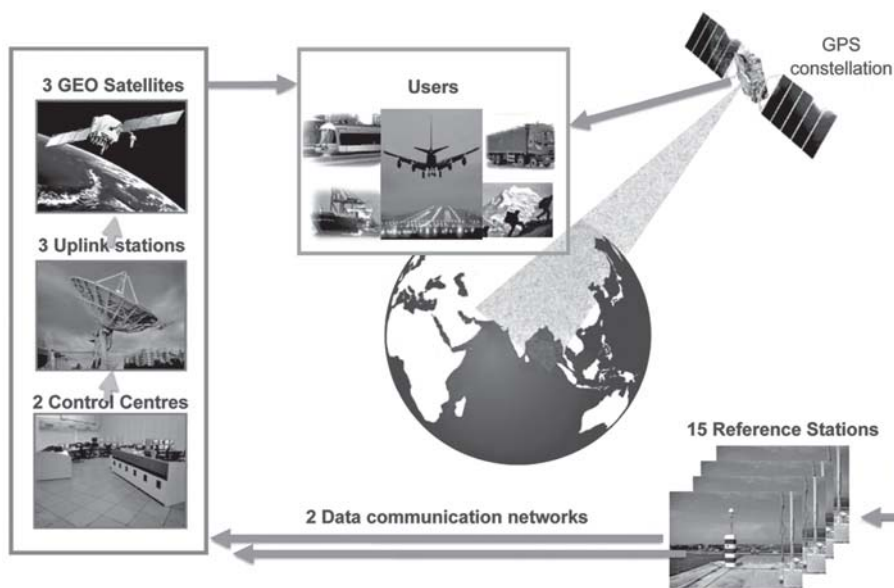 3 GEO Satellites
3 Uplink stations
2 Control Centres
Users
GPS
constellation
15 Reference Stations
2 Data communication networks